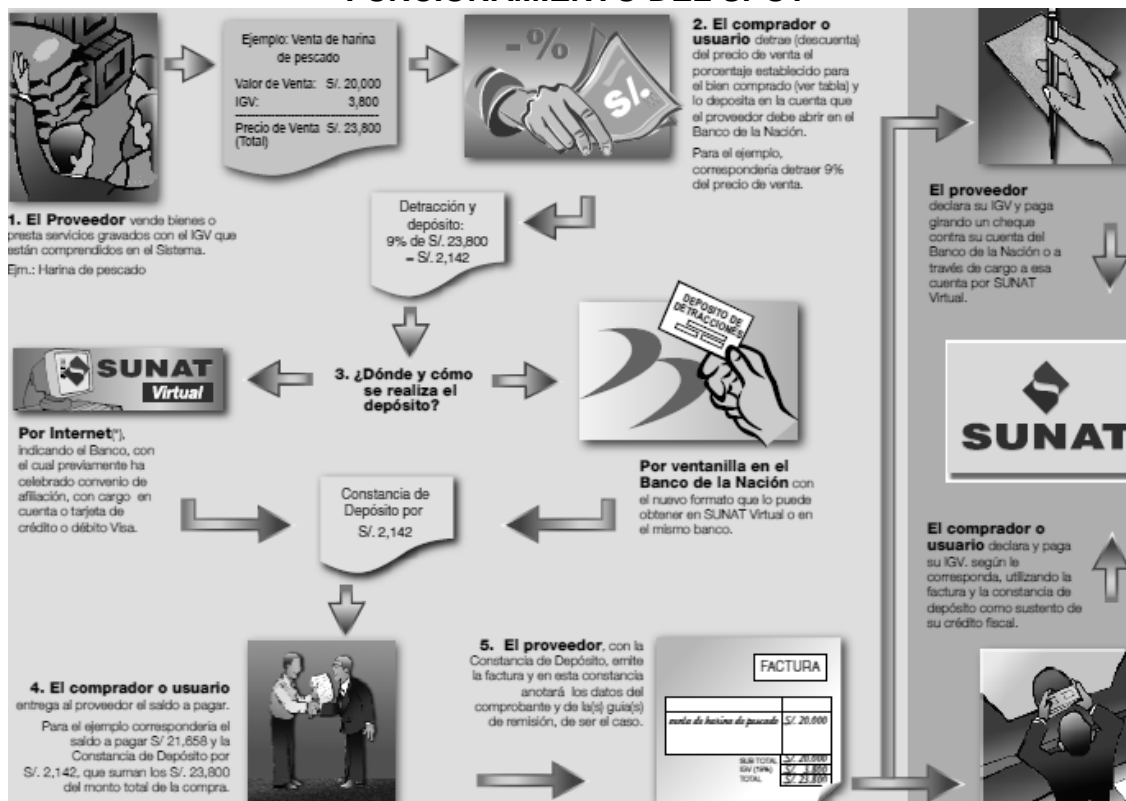 FUNCIONAMIENTO DEL SPOT
Ejemplo: Venta de harina
de pescado
Valor de Venta: S/. 20,000
IGV: 3,800
Precio de Venta S/. 23,800
(Total)
1. El Proveedor vende bienes o
presta servicios gravados con el IGV que
están comprendidos en el Sistema.
Ejm.: Harina de pescado
-%
S/.
2. El comprador o
usuario detrae (descuenta)
del precio de venta el
porcentaje establecido para
el bien comprado (ver tabla) y
lo deposita en la cuenta que
el proveedor debe abrir en el
Banco de la Nación.
Para el ejemplo,
correspondería detraer 9%
del precio de venta.
Detracción y
depósito:
9% de S/. 23,800
= S/. 2,142
3. ¿Dónde y cómo
se realiza el
depósito?
SUNAT
Virtual
Por Internet(*),
indicando el Banco, con
el cual previamente ha
celebrado convenio de
afiliación, con cargo en
cuenta o tarjeta de
crédito o débito Visa.
DEPOSITO DE
DETRACCIONES
Por ventanilla en el
Banco de la Nación con
el nuevo formato que lo puede
obtener en SUNAT Virtual o en
el mismo banco.
Constancia de
Depósito por
S/. 2,142
4. El comprador o usuario
entrega al proveedor el saldo a pagar.
Para el ejemplo correspondería el
saldo a pagar S/ 21,658 y la
Constancia de Depósito por
S/. 2,142, que suman los S/. 23,800
del monto total de la compra.
5. El proveedor, con la
Constancia de Depósito, emite
la factura y en esta constancia
anotará los datos del
comprobante y de la(s) guía(s)
de remisión, de ser el caso.
FACTURA
venta de harina de pescado S/. 20.000
SUB TOTAL S/. 20.000
IGV (19%) S/. 3.800
TOTAL S/. 23.800
El proveedor
declara su IGV y paga
girando un cheque
contra su cuenta del
Banco de la Nación o a
través de cargo a esa
cuenta por SUNAT
Virtual.
SUNAT
El comprador o
usuario declara y paga
su IGV. según le
corresponda, utilizando la
factura y la constancia de
depósito como sustento de
su crédito fiscal.